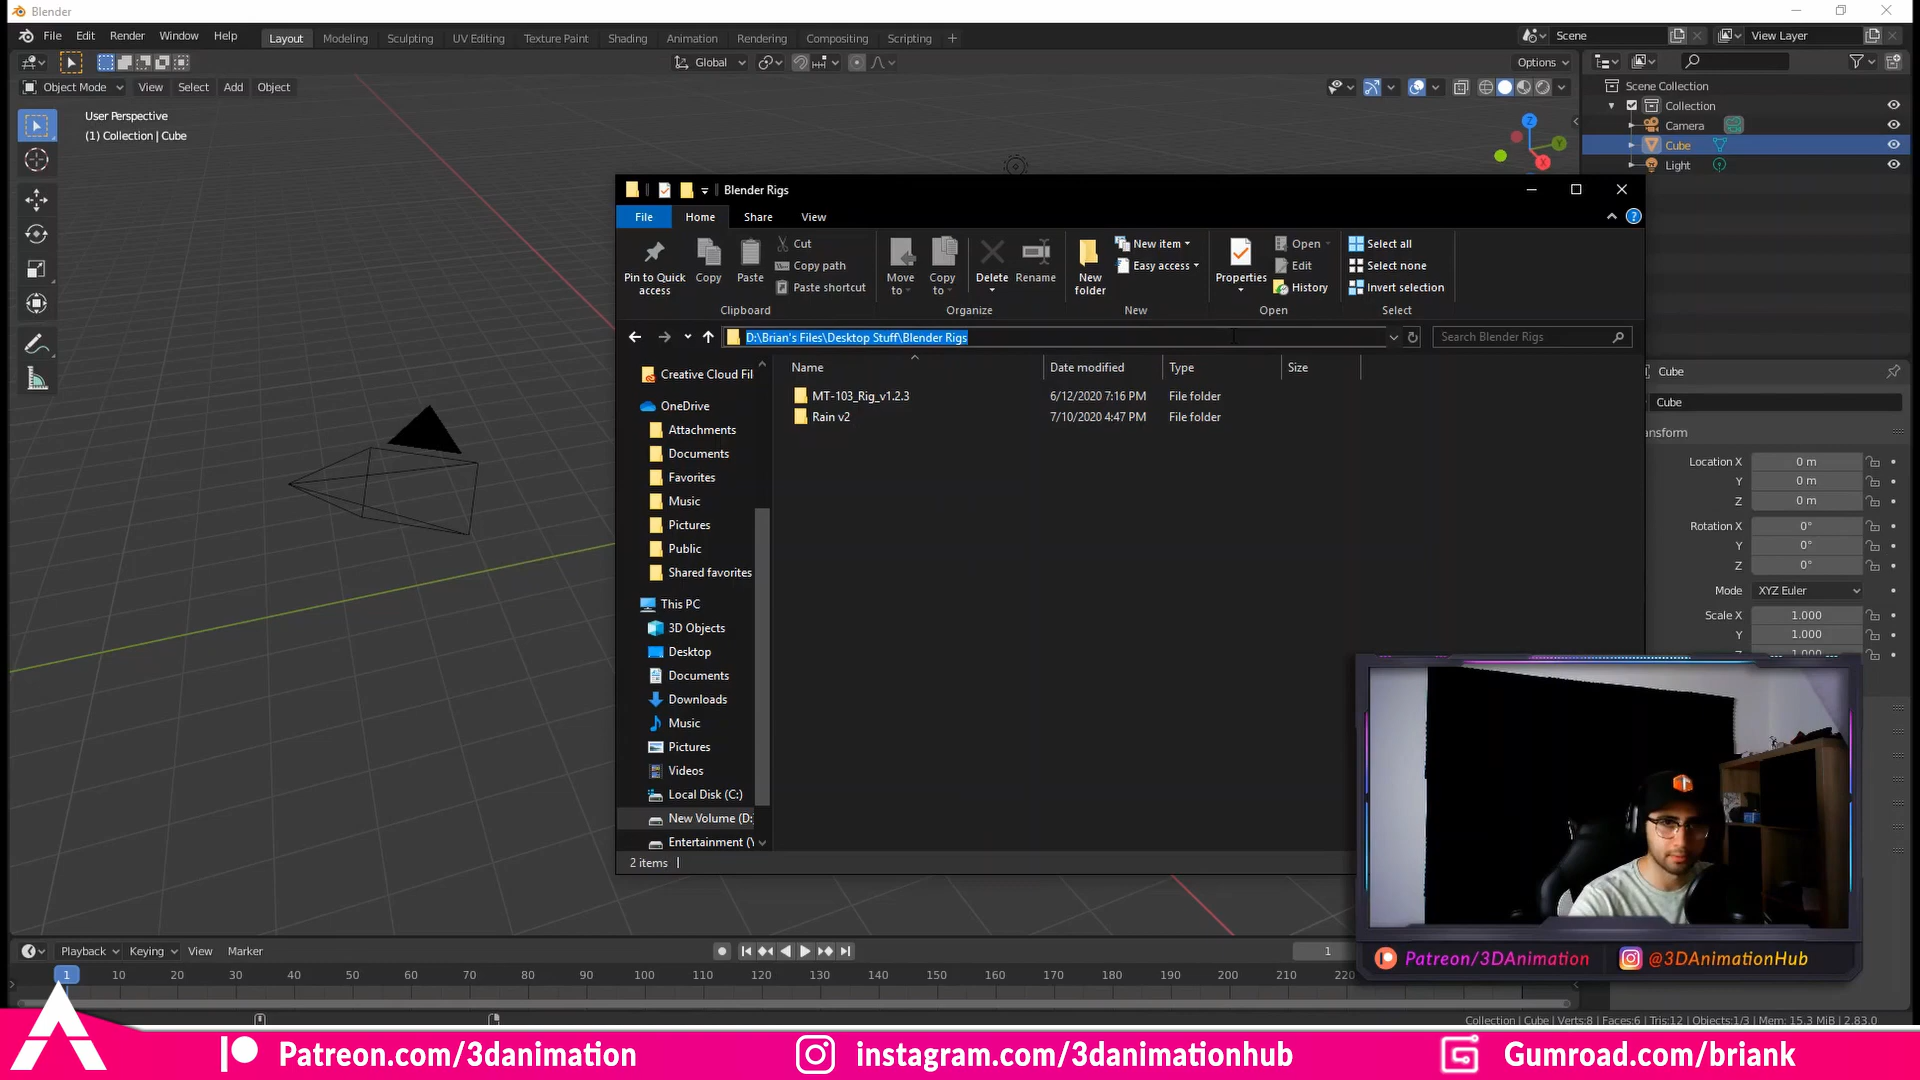 Blender
File Edit Render Window Help Layout Modeling Sculpting UV Editing Texture Paint Shading Animation Rendering Compositing Scripting + Scene View Layer
Global Options
Object Mode View Select Add Object
User Perspective
(1) Collection | Cube
Z
Y
X
Scene Collection
Collection
Camera
Cube
Light
Blender Rigs
File Home Share View
Pin to Quick access
Copy
Paste
Cut
Copy path
Paste shortcut
Clipboard
Move to
Copy to
Delete
Rename
Organize
New folder
New item
Easy access
New
Properties
Open
Edit
History
Open
Select all
Select none
Invert selection
Select
D:\Brian's Files\Desktop Stuff\Blender Rigs
Search Blender Rigs
Name Date modified Type Size
MT-103_Rig_v1.2.3 6/12/2020 7:16 PM File folder
Rain v2 7/10/2020 4:47 PM File folder
Creative Cloud Fil
OneDrive
Attachments
Documents
Favorites
Music
Pictures
Public
Shared favorites
This PC
3D Objects
Desktop
Documents
Downloads
Music
Pictures
Videos
Local Disk (C:)
New Volume (D:
Entertainment (
2 items
Cube
Cube
ransform
Location X 0 m
Y 0 m
Z 0 m
Rotation X 0°
Y 0°
Z 0°
Mode XYZ Euler
Scale X 1.000
Y 1.000
Patreon/3DAnimation @3DAnimationHub
Playback Keying View Marker 1
1 10 20 30 40 50 60 70 80 90 100 110 120 130 140 150 160 170 180 190 200 210 220
Collection | Cube | Verts:8 | Faces:6 | Tris:12 | Objects:1/3 | Mem: 15.3 MiB | 2.83.0
Patreon.com/3danimation instagram.com/3danimationhub Gumroad.com/briank